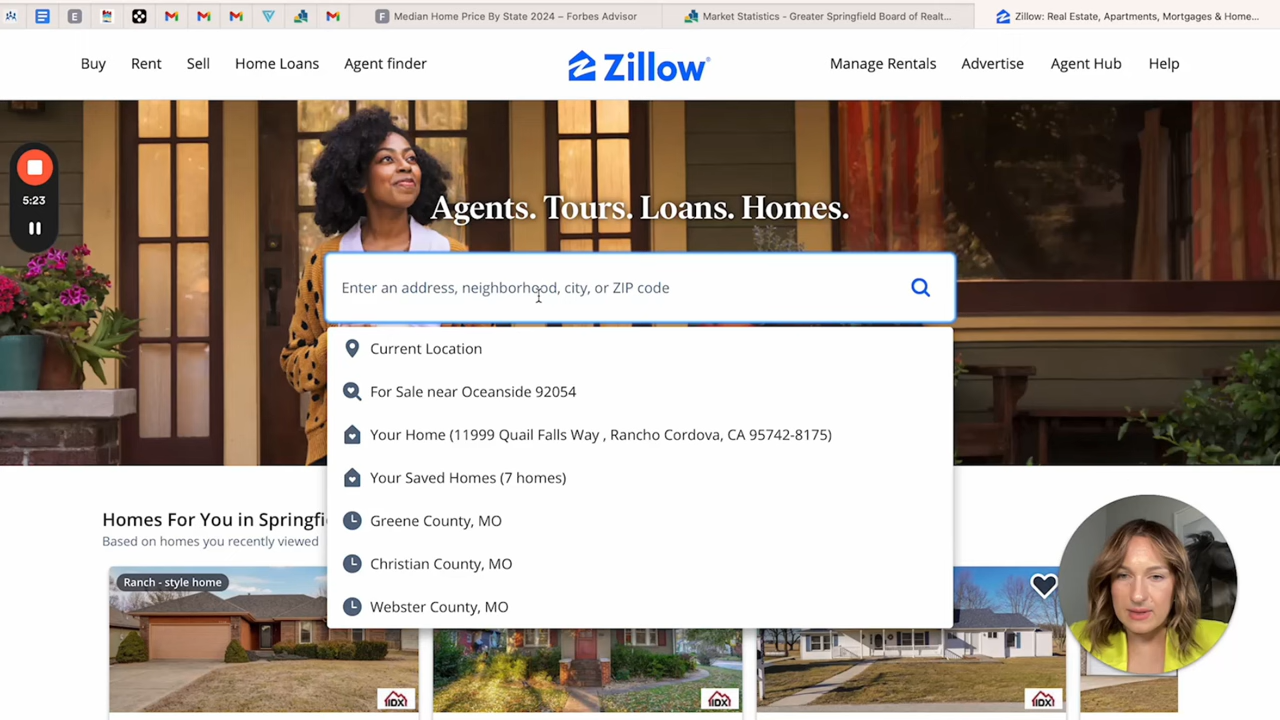 Median Home Price By State 2024 – Forbes Advisor
Market Statistics - Greater Springfield Board of Realt...
Zillow: Real Estate, Apartments, Mortgages & Home...
Buy
Rent
Sell
Home Loans
Agent finder
Zillow
Manage Rentals
Advertise
Agent Hub
Help
5:23
Agents. Tours. Loans. Homes.
Enter an address, neighborhood, city, or ZIP code
Current Location
For Sale near Oceanside 92054
Your Home (11999 Quail Falls Way , Rancho Cordova, CA 95742-8175)
Your Saved Homes (7 homes)
Greene County, MO
Christian County, MO
Webster County, MO
Homes For You in Springfi
Based on homes you recently viewed
Ranch - style home
IDX
IDX
IDX